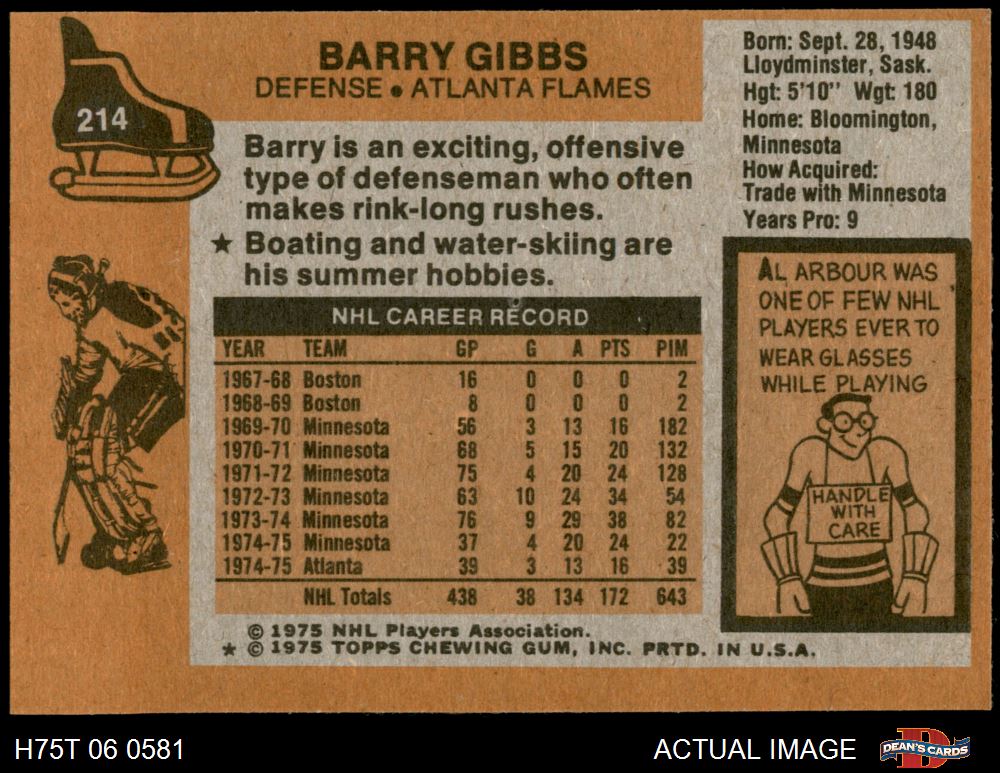 214
BARRY GIBBS
DEFENSE • ATLANTA FLAMES
Barry is an exciting, offensive
type of defenseman who often
makes rink-long rushes.
★ Boating and water-skiing are
his summer hobbies.
Born: Sept. 28, 1948
Lloydminster, Sask.
Hgt: 5'10" Wgt: 180
Home: Bloomington,
Minnesota
How Acquired:
Trade with Minnesota
Years Pro: 9
NHL CAREER RECORD
YEAR TEAM GP G A PTS PIM
1967-68 Boston 16 0 0 0 2
1968-69 Boston 8 0 0 0 2
1969-70 Minnesota 56 3 13 16 182
1970-71 Minnesota 68 5 15 20 132
1971-72 Minnesota 75 4 20 24 128
1972-73 Minnesota 63 10 24 34 54
1973-74 Minnesota 76 9 29 38 82
1974-75 Minnesota 37 4 20 24 22
1974-75 Atlanta 39 3 13 16 39
NHL Totals 438 38 134 172 643
AL ARBOUR WAS
ONE OF FEW NHL
PLAYERS EVER TO
WEAR GLASSES
WHILE PLAYING
HANDLE
WITH
CARE
© 1975 NHL Players Association.
★ © 1975 TOPPS CHEWING GUM, INC. PRTD. IN U.S.A.
H75T 06 0581
ACTUAL IMAGE
DEAN'S CARDS